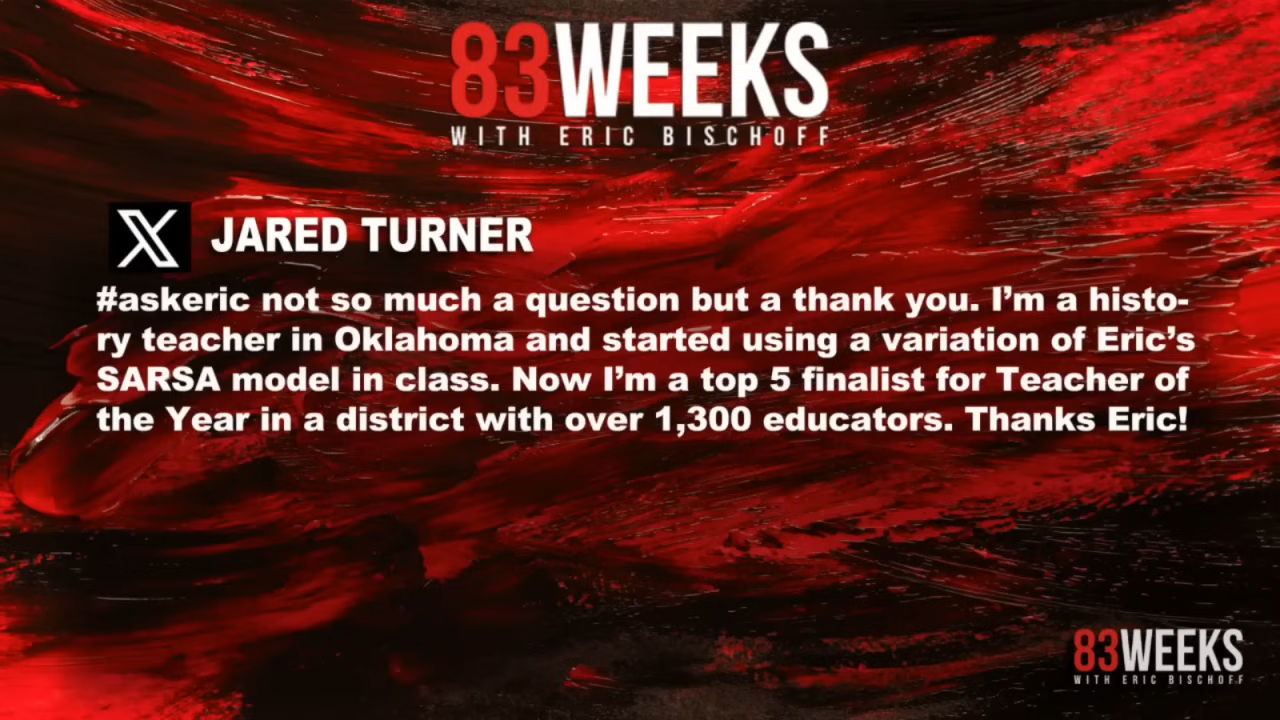 83WEEKS
WITH ERIC BISCHOFF
X JARED TURNER
#askeric not so much a question but a thank you. I'm a histo-
ry teacher in Oklahoma and started using a variation of Eric's
SARSA model in class. Now I'm a top 5 finalist for Teacher of
the Year in a district with over 1,300 educators. Thanks Eric!
83WEEKS
WITH ERIC BISCHOFF